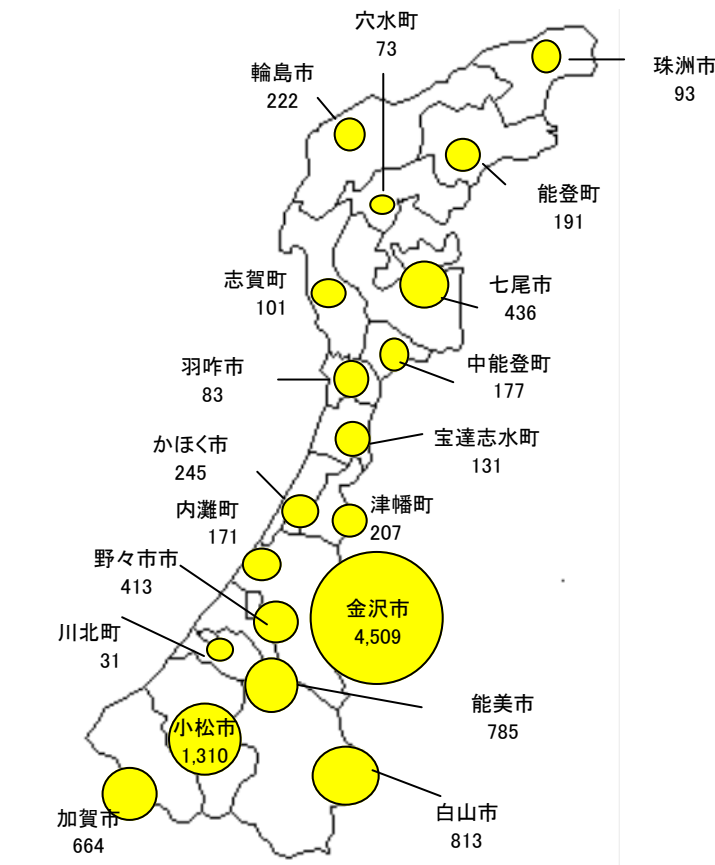 穴水町
73
珠洲市
93
輪島市
222
能登町
191
志賀町
101
七尾市
436
羽咋市
83
中能登町
177
宝達志水町
131
かほく市
245
津幡町
207
内灘町
171
野々市市
413
金沢市
4,509
川北町
31
能美市
785
小松市
1,310
白山市
813
加賀市
664